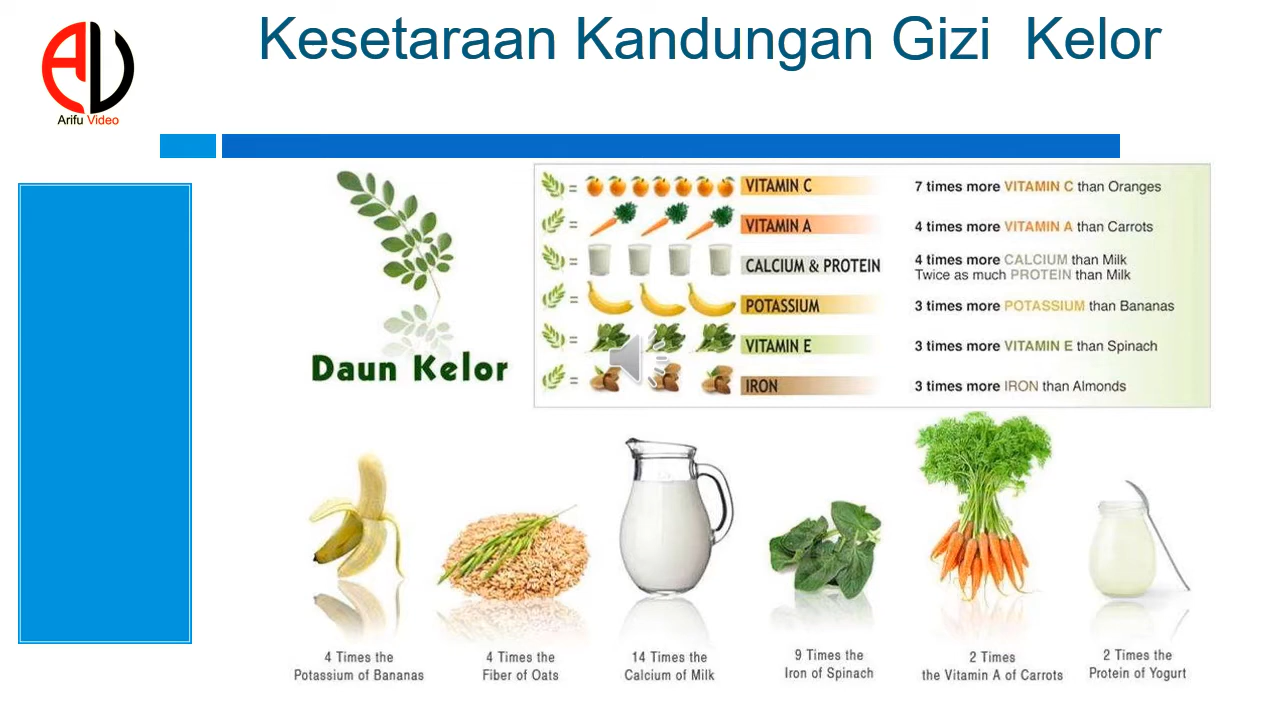 Kesetaraan Kandungan Gizi Kelor
Arifu Video
Daun Kelor
= VITAMIN C 7 times more VITAMIN C than Oranges
= VITAMIN A 4 times more VITAMIN A than Carrots
= CALCIUM & PROTEIN 4 times more CALCIUM than Milk
Twice as much PROTEIN than Milk
= POTASSIUM 3 times more POTASSIUM than Bananas
= VITAMIN E 3 times more VITAMIN E than Spinach
= IRON 3 times more IRON than Almonds
4 Times the
Potassium of Bananas
4 Times the
Fiber of Oats
14 Times the
Calcium of Milk
9 Times the
Iron of Spinach
2 Times
the Vitamin A of Carrots
2 Times the
Protein of Yogurt